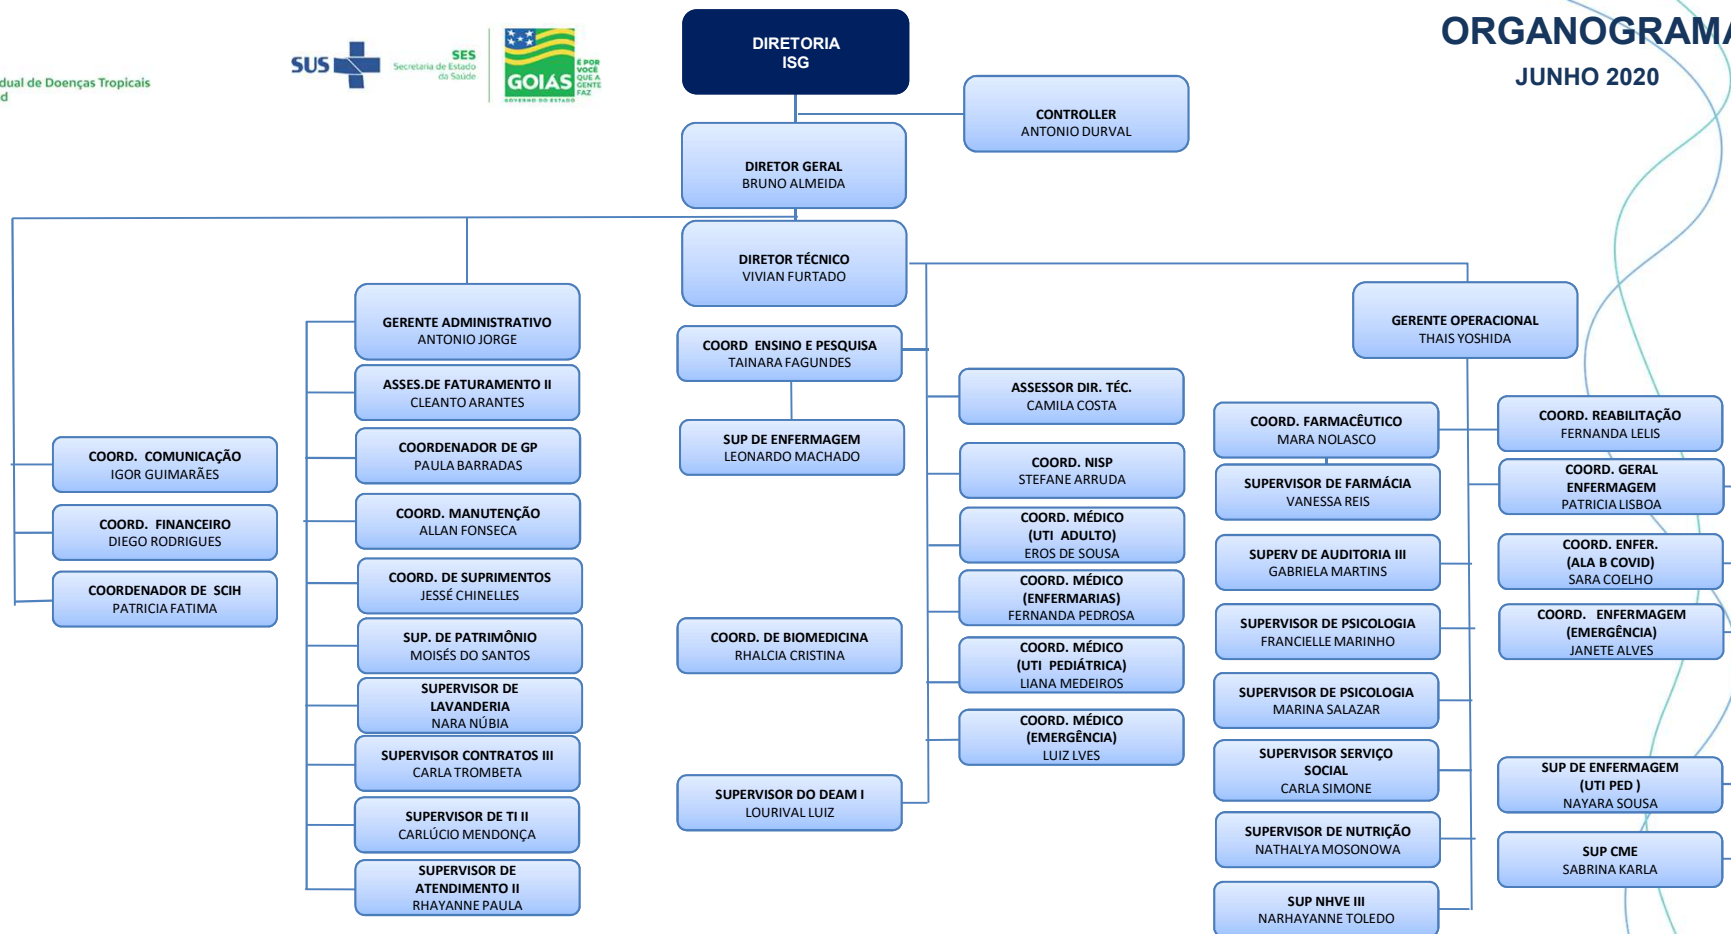 ORGANOGRAMA
JUNHO 2020
dual de Doenças Tropicais
d
SUS
SES
Secretaria de Estado
da Saúde
GOIÁS
GOVERNO DO ESTADO
É POR
VOCÊ
QUE A
GENTE
FAZ
DIRETORIA
ISG
CONTROLLER
ANTONIO DURVAL
DIRETOR GERAL
BRUNO ALMEIDA
DIRETOR TÉCNICO
VIVIAN FURTADO
COORD. COMUNICAÇÃO
IGOR GUIMARÃES
COORD. FINANCEIRO
DIEGO RODRIGUES
COORDENADOR DE SCIH
PATRICIA FATIMA
GERENTE ADMINISTRATIVO
ANTONIO JORGE
ASSES.DE FATURAMENTO II
CLEANTO ARANTES
COORDENADOR DE GP
PAULA BARRADAS
COORD. MANUTENÇÃO
ALLAN FONSECA
COORD. DE SUPRIMENTOS
JESSÉ CHINELLES
SUP. DE PATRIMÔNIO
MOISÉS DO SANTOS
SUPERVISOR DE
LAVANDERIA
NARA NÚBIA
SUPERVISOR CONTRATOS III
CARLA TROMBETA
SUPERVISOR DE TI II
CARLÚCIO MENDONÇA
SUPERVISOR DE
ATENDIMENTO II
RHAYANNE PAULA
COORD ENSINO E PESQUISA
TAINARA FAGUNDES
SUP DE ENFERMAGEM
LEONARDO MACHADO
COORD. DE BIOMEDICINA
RHALCIA CRISTINA
SUPERVISOR DO DEAM I
LOURIVAL LUIZ
ASSESSOR DIR. TÉC.
CAMILA COSTA
COORD. NISP
STEFANE ARRUDA
COORD. MÉDICO
(UTI ADULTO)
EROS DE SOUSA
COORD. MÉDICO
(ENFERMARIAS)
FERNANDA PEDROSA
COORD. MÉDICO
(UTI PEDIÁTRICA)
LIANA MEDEIROS
COORD. MÉDICO
(EMERGÊNCIA)
LUIZ LVES
GERENTE OPERACIONAL
THAIS YOSHIDA
COORD. FARMACÊUTICO
MARA NOLASCO
SUPERVISOR DE FARMÁCIA
VANESSA REIS
SUPERV DE AUDITORIA III
GABRIELA MARTINS
SUPERVISOR DE PSICOLOGIA
FRANCIELLE MARINHO
SUPERVISOR DE PSICOLOGIA
MARINA SALAZAR
SUPERVISOR SERVIÇO
SOCIAL
CARLA SIMONE
SUPERVISOR DE NUTRIÇÃO
NATHALYA MOSONOWA
SUP NHVE III
NARHAYANNE TOLEDO
COORD. REABILITAÇÃO
FERNANDA LELIS
COORD. GERAL
ENFERMAGEM
PATRICIA LISBOA
COORD. ENFER.
(ALA B COVID)
SARA COELHO
COORD. ENFERMAGEM
(EMERGÊNCIA)
JANETE ALVES
SUP DE ENFERMAGEM
(UTI PED )
NAYARA SOUSA
SUP CME
SABRINA KARLA